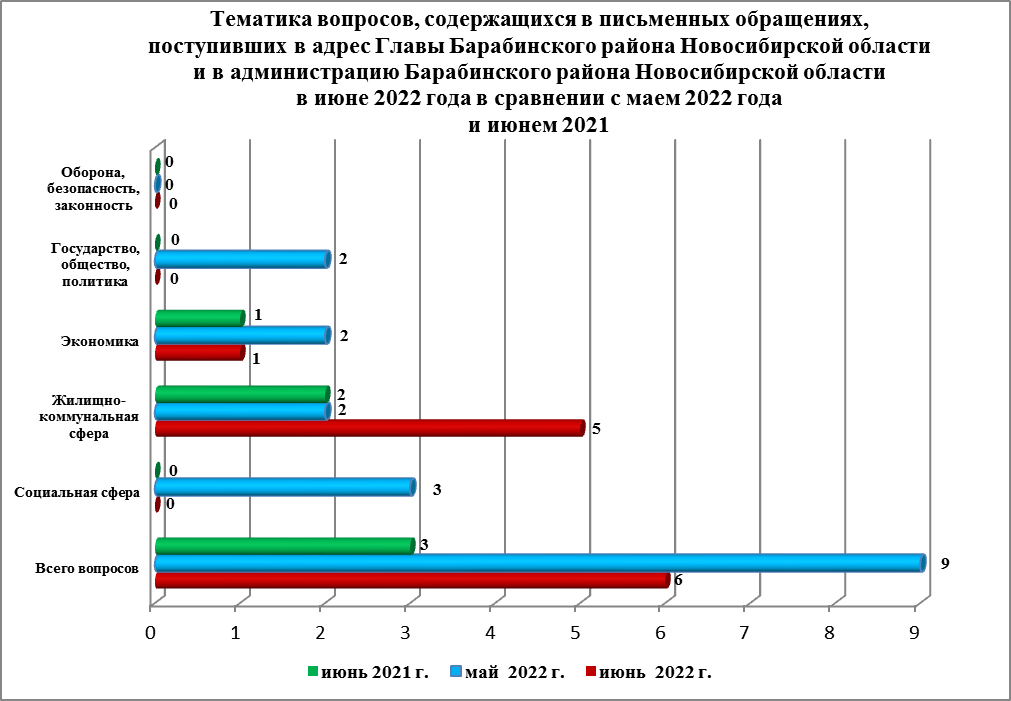 Тематика вопросов, содержащихся в письменных обращениях,
поступивших в адрес Главы Барабинского района Новосибирской области
и в администрацию Барабинского района Новосибирской области
в июне 2022 года в сравнении с маем 2022 года
и июнем 2021
Оборона,
безопасность,
законность
0
0
0
Государство,
общество,
политика
0
2
0
Экономика
1
2
1
Жилищно-
коммунальная
сфера
2
2
5
Социальная сфера
0
3
0
Всего вопросов
3
9
6
0 1 2 3 4 5 6 7 8 9
июнь 2021 г. май 2022 г. июнь 2022 г.